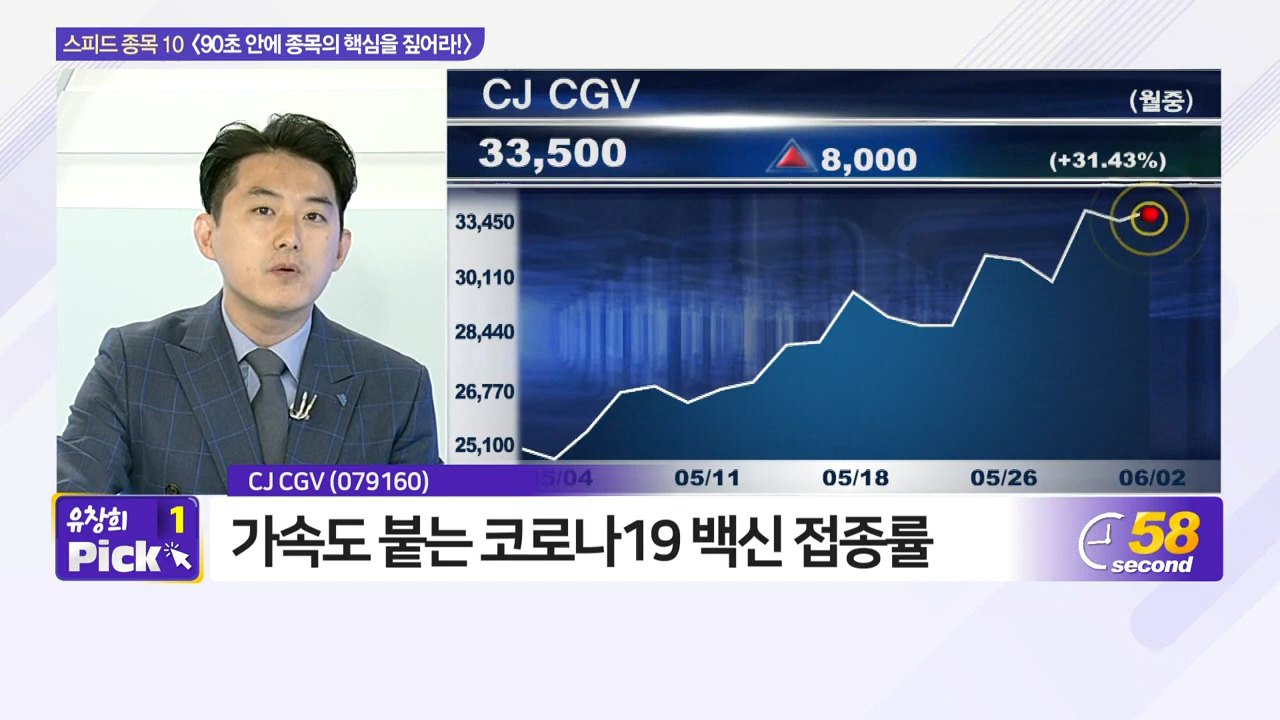 스피드 종목 10 〈90초 안에 종목의 핵심을 짚어라!〉
CJ CGV
(월중)
33,500
▲ 8,000
(+31.43%)
33,450
30,110
28,440
26,770
25,100
05/04
05/11
05/18
05/26
06/02
CJ CGV (079160)
유창희 1
Pick
가속도 붙는 코로나19 백신 접종률
58
second